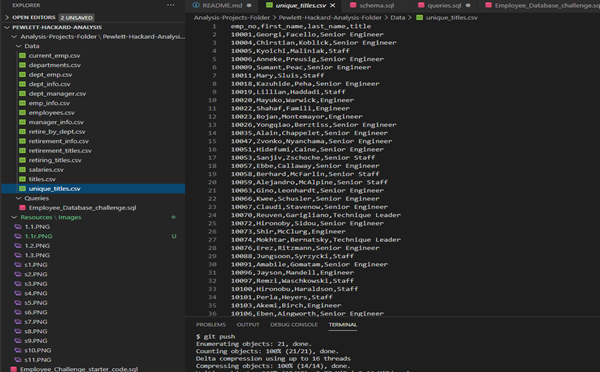 EXPLORER
OPEN EDITORS 2 UNSAVED
PEWLETT-HACKARD-ANALYSIS
Analysis-Projects-Folder \ Pewlett-Hackard-Analysi...
Data
current_emp.csv
departments.csv
dept_emp.csv
dept_info.csv
dept_manager.csv
emp_info.csv
employees.csv
manager_info.csv
retire_by_dept.csv
retirement_info.csv
retirement_titles.csv
retiring_titles.csv
salaries.csv
titles.csv
unique_titles.csv
Queries
Employee_Database_challenge.sql
Resources \ Images
1.1.PNG
1.1r.PNG U
1.2.PNG
1.3.PNG
s1.PNG
s2.PNG
s3.PNG
s4.PNG
s5.PNG
s6.PNG
s7.PNG
s8.PNG
s9.PNG
s10.PNG
s11.PNG
Employee_Challenge_starter_code.sql
README.md unique_titles.csv schema.sql queries.sql Employee_Database_challenge.sq
Analysis-Projects-Folder > Pewlett-Hackard-Analysis-Folder > Data > unique_titles.csv
1 emp_no,first_name,last_name,title
2 10001,Georgi,Facello,Senior Engineer
3 10004,Chirstian,Koblick,Senior Engineer
4 10005,Kyoichi,Maliniak,Staff
5 10006,Anneke,Preusig,Senior Engineer
6 10009,Sumant,Peac,Senior Engineer
7 10011,Mary,Sluis,Staff
8 10018,Kazuhide,Peha,Senior Engineer
9 10019,Lillian,Haddadi,Staff
10 10020,Mayuko,Warwick,Engineer
11 10022,Shahaf,Famili,Engineer
12 10023,Bojan,Montemayor,Engineer
13 10026,Yongqiao,Berztiss,Senior Engineer
14 10035,Alain,Chappelet,Senior Engineer
15 10047,Zvonko,Nyanchama,Senior Engineer
16 10051,Hidefumi,Caine,Senior Engineer
17 10053,Sanjiv,Zschoche,Senior Staff
18 10057,Ebbe,Callaway,Senior Engineer
19 10058,Berhard,McFarlin,Senior Staff
20 10059,Alejandro,McAlpine,Senior Staff
21 10063,Gino,Leonhardt,Senior Engineer
22 10066,Kwee,Schusler,Senior Engineer
23 10067,Claudi,Stavenow,Senior Engineer
24 10070,Reuven,Garigliano,Technique Leader
25 10072,Hironoby,Sidou,Senior Engineer
26 10073,Shir,McClurg,Engineer
27 10074,Mokhtar,Bernatsky,Technique Leader
28 10076,Erez,Ritzmann,Senior Engineer
29 10088,Jungsoon,Syrzycki,Senior Staff
30 10091,Amabile,Gomatam,Senior Engineer
31 10096,Jayson,Mandell,Engineer
32 10097,Remzi,Waschkowski,Staff
33 10100,Hironobu,Haraldson,Staff
34 10101,Perla,Heyers,Staff
35 10103,Akemi,Birch,Engineer
36 10106,Eben,Aingworth,Senior Engineer
PROBLEMS OUTPUT DEBUG CONSOLE TERMINAL
$ git push
Enumerating objects: 21, done.
Counting objects: 100% (21/21), done.
Delta compression using up to 16 threads
Compressing objects: 100% (14/14), done.